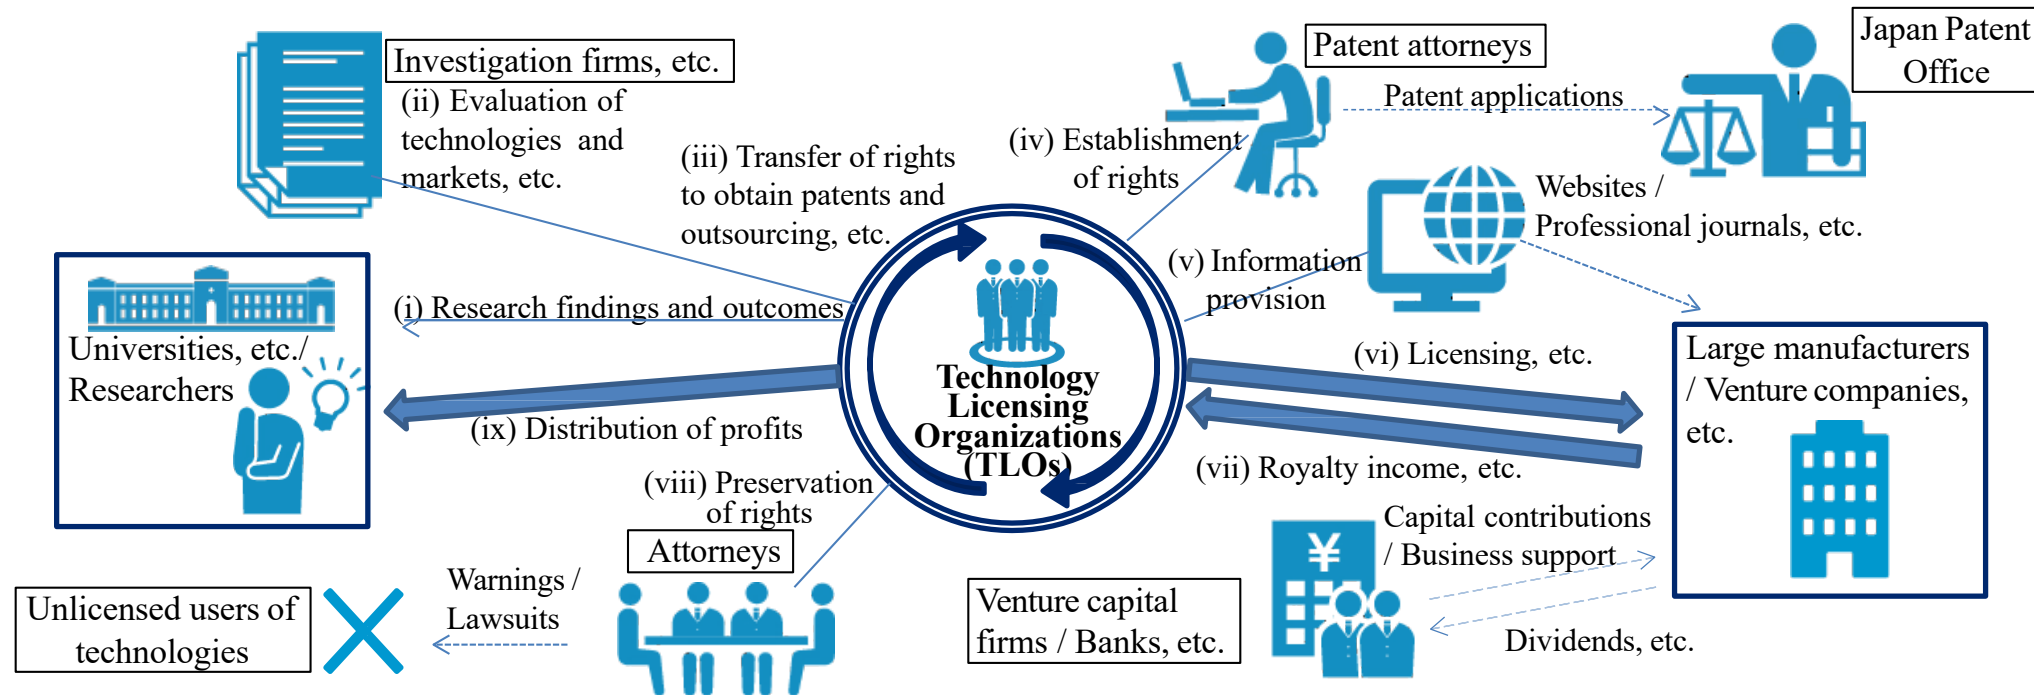 Investigation firms, etc.
(ii) Evaluation of
technologies and
markets, etc.
(iii) Transfer of rights
to obtain patents and
outsourcing, etc.
(iv) Establishment
of rights
Patent attorneys
Patent applications
Japan Patent
Office
(v) Information
provision
Websites /
Professional journals, etc.
Universities, etc./
Researchers
(i) Research findings and outcomes
(ix) Distribution of profits
Technology
Licensing
Organizations
(TLOs)
(vi) Licensing, etc.
(vii) Royalty income, etc.
Large manufacturers
/ Venture companies,
etc.
(viii) Preservation
of rights
Attorneys
Warnings /
Lawsuits
Unlicensed users of
technologies
Venture capital
firms / Banks, etc.
¥
Capital contributions
/ Business support
Dividends, etc.